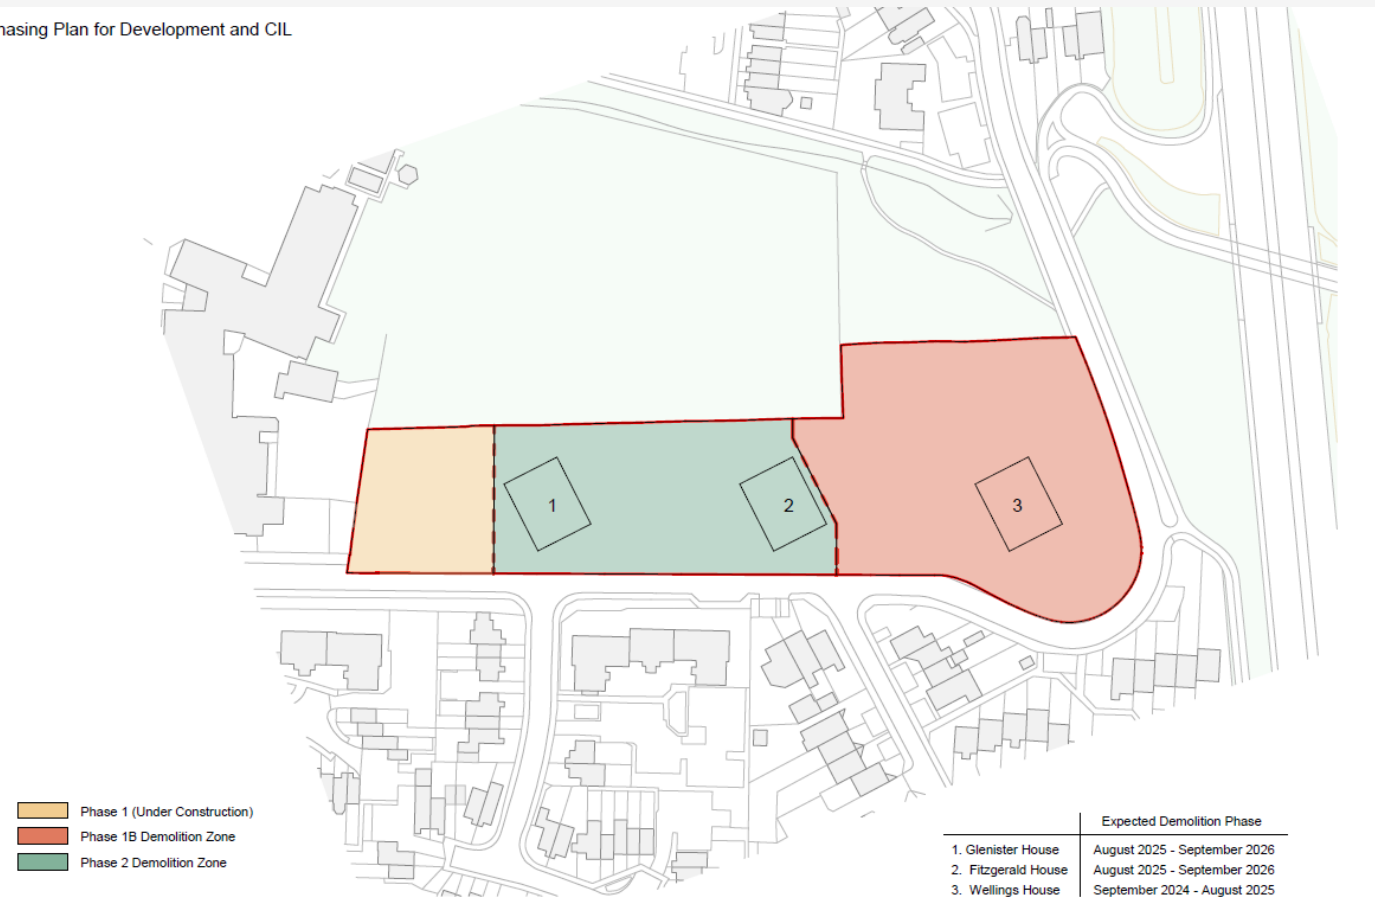 hasing Plan for Development and CIL
1
2
3
Phase 1 (Under Construction)
Phase 1B Demolition Zone
Phase 2 Demolition Zone
Expected Demolition Phase
1. Glenister House August 2025 - September 2026
2. Fitzgerald House August 2025 - September 2026
3. Wellings House September 2024 - August 2025